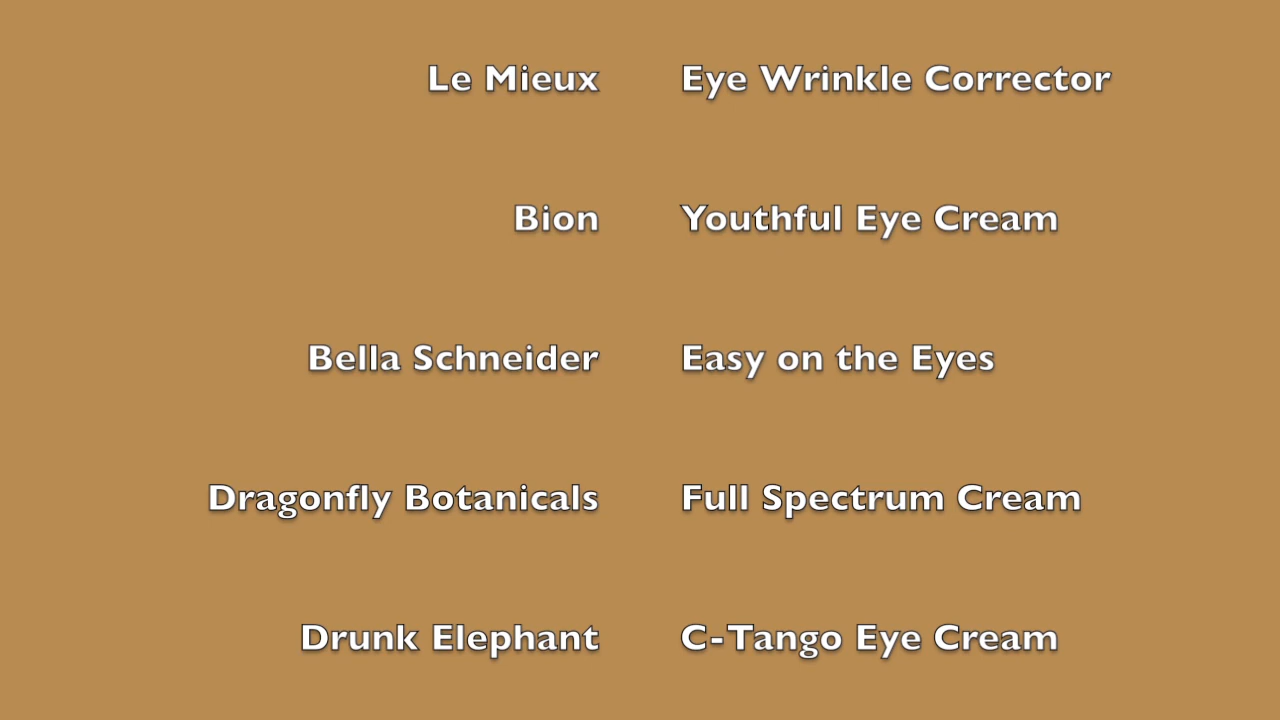 Le Mieux Eye Wrinkle Corrector
Bion Youthful Eye Cream
Bella Schneider Easy on the Eyes
Dragonfly Botanicals Full Spectrum Cream
Drunk Elephant C-Tango Eye Cream